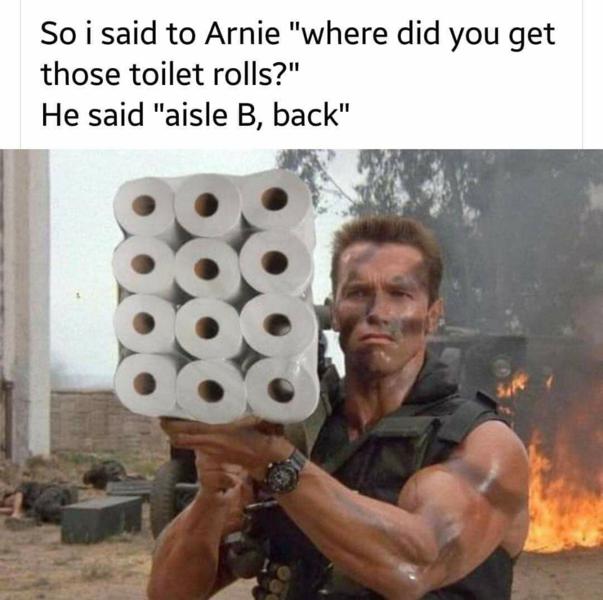 So i said to Arnie "where did you get
those toilet rolls?"
He said "aisle B, back"